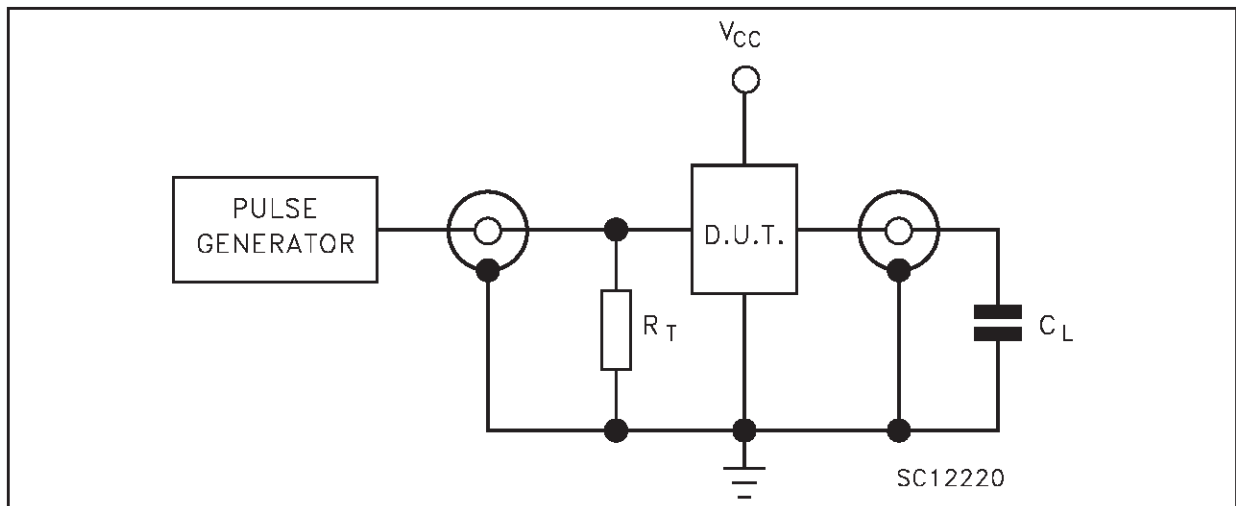 VCC
PULSE
GENERATOR
D.U.T.
RT
CL
SC12220